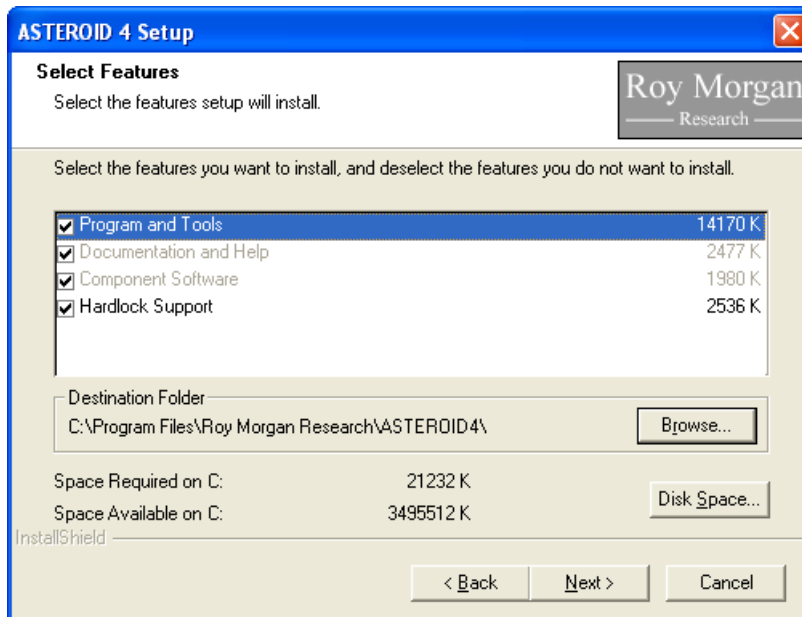 ASTEROID 4 Setup
Select Features
Select the features setup will install.
Roy Morgan
Research
Select the features you want to install, and deselect the features you do not want to install.
Program and Tools 14170 K
Documentation and Help 2477 K
Component Software 1980 K
Hardlock Support 2536 K
Destination Folder
C:\Program Files\Roy Morgan Research\ASTEROID4\ Browse...
Space Required on C: 21232 K
Space Available on C: 3495512 K
Disk Space...
InstallShield
< Back Next > Cancel